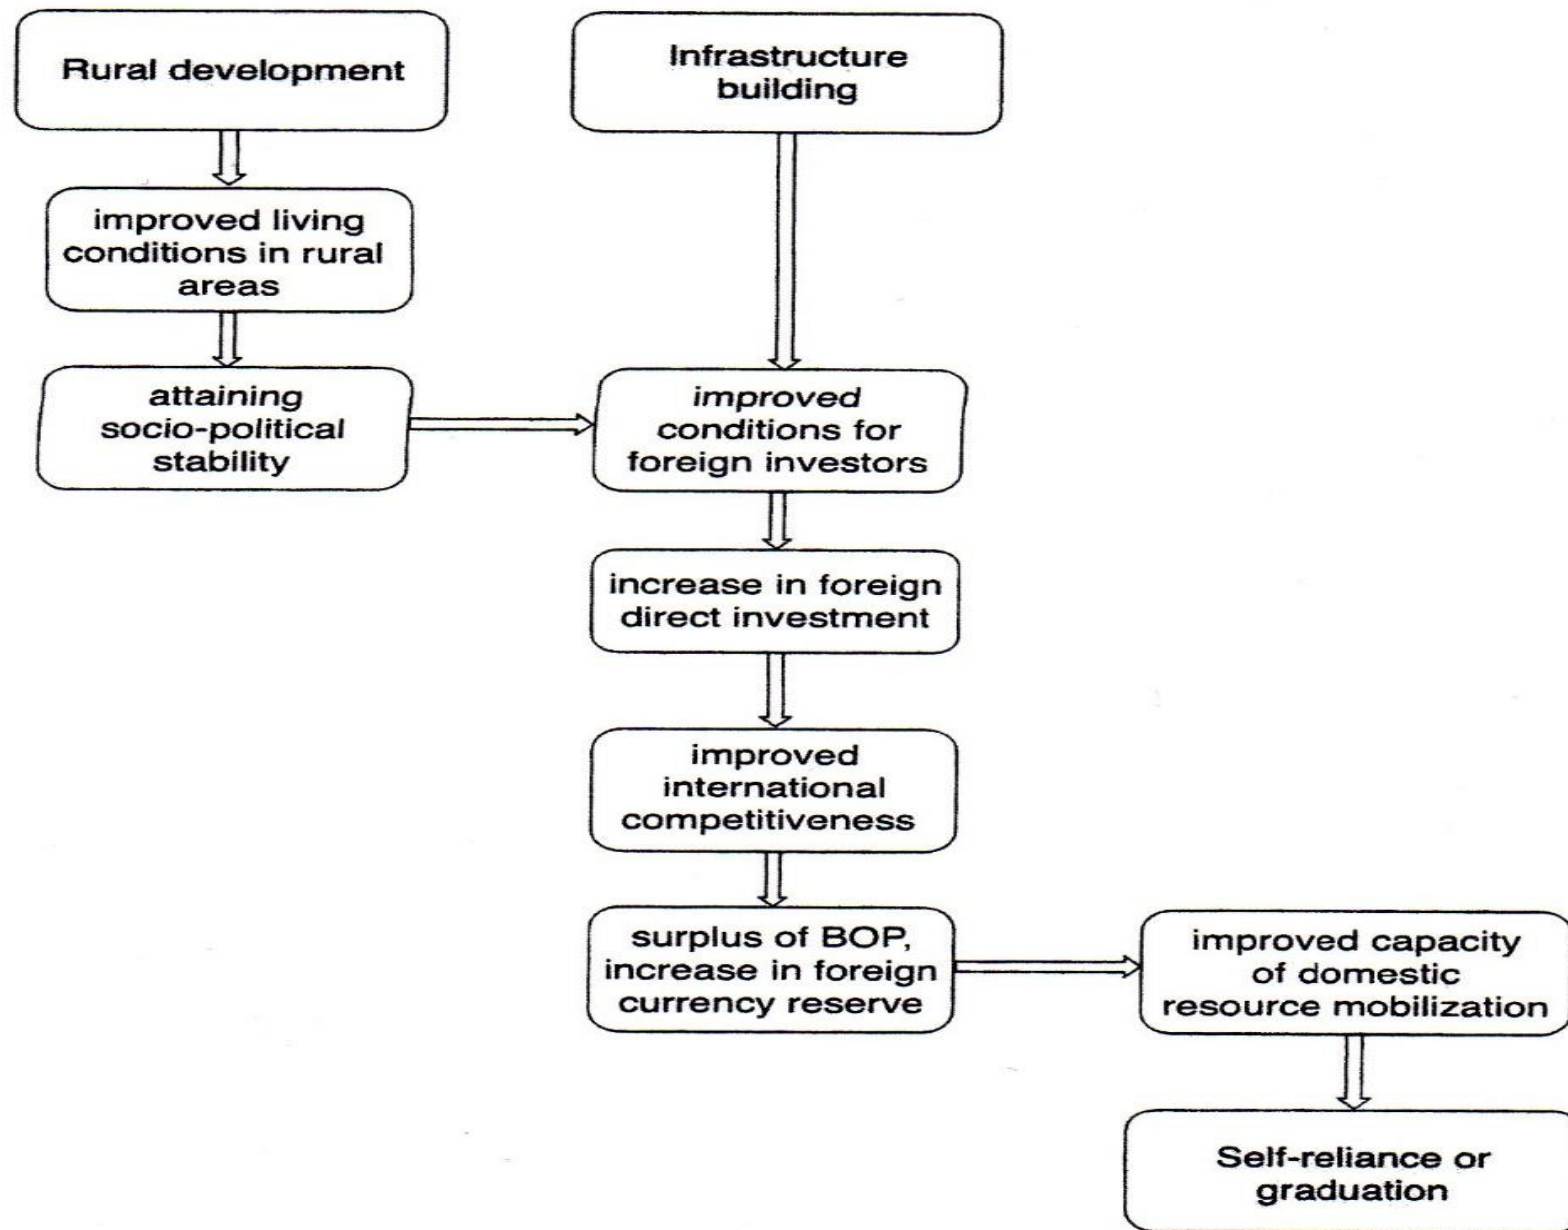 Rural development
Infrastructure
building
improved living
conditions in rural
areas
attaining
socio-political
stability
improved
conditions for
foreign investors
increase in foreign
direct investment
improved
international
competitiveness
surplus of BOP,
increase in foreign
currency reserve
improved capacity
of domestic
resource mobilization
Self-reliance or
graduation